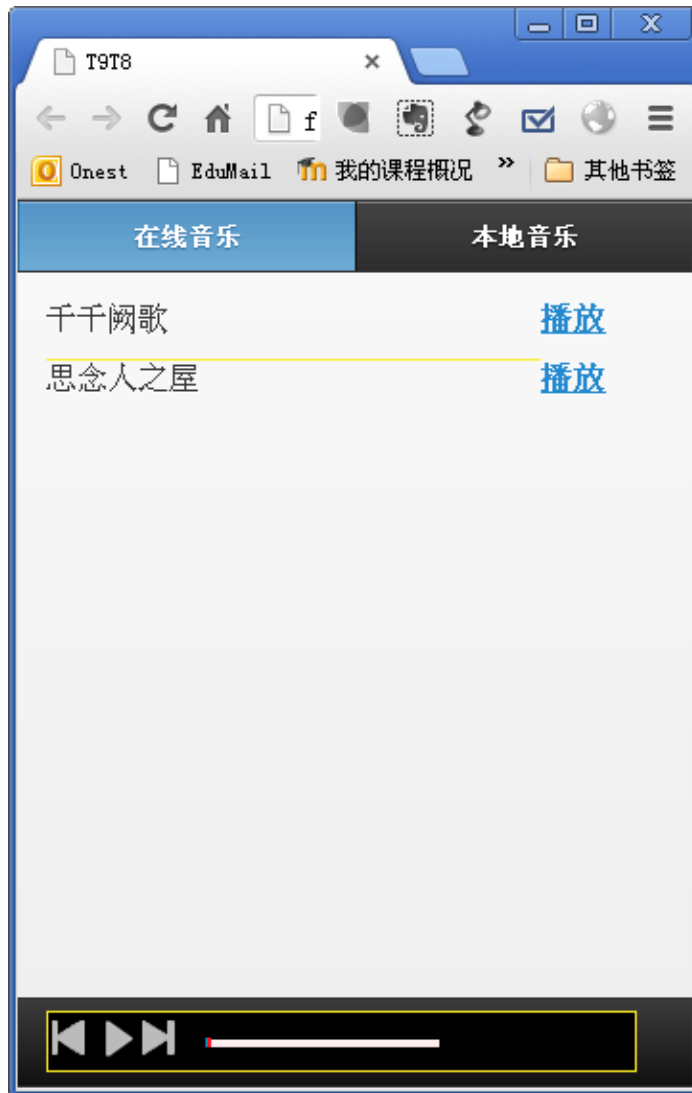 T9T8
f
Onest EduMail 我的课程概况 » 其他书签
在线音乐 本地音乐
千千阙歌 播放
思念人之屋 播放